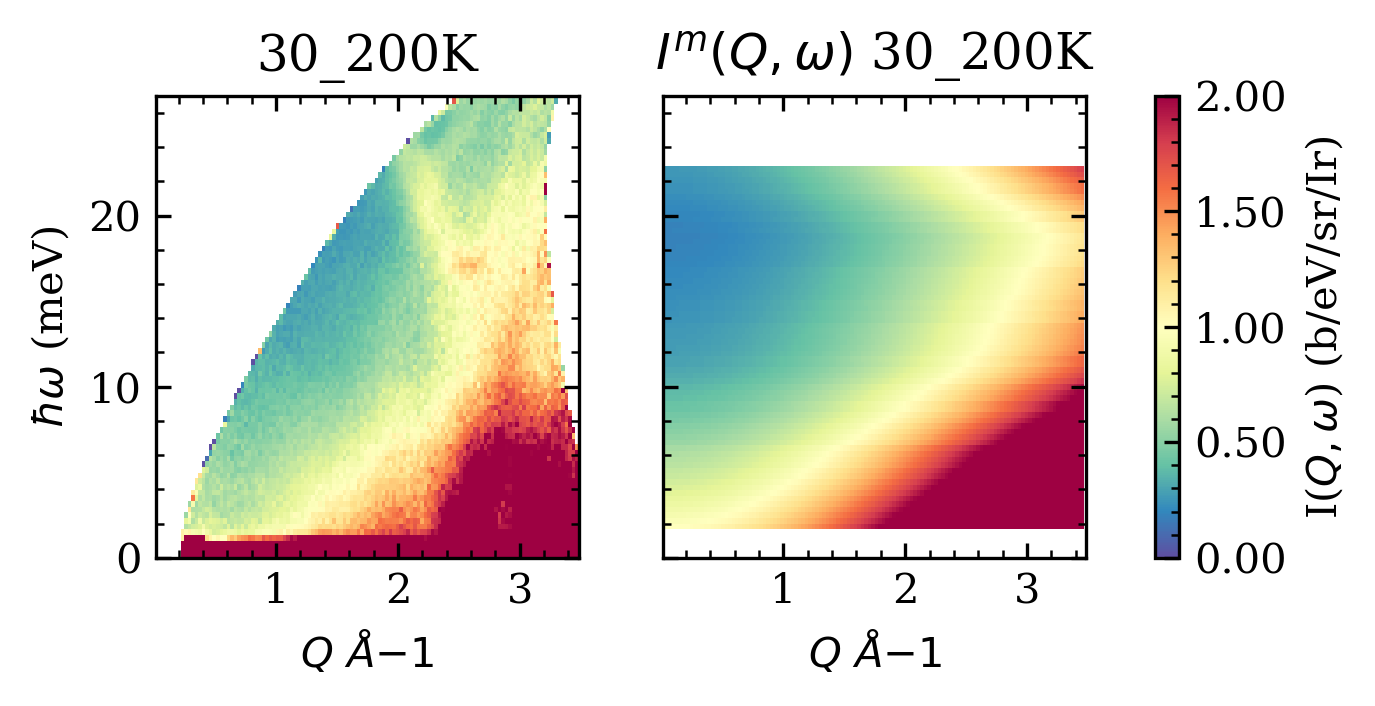 30_200K
I^m(Q, ω) 30_200K
20
10
0
1 2 3
1 2 3
ħω (meV)
Q Å−1
Q Å−1
2.00
1.50
1.00
0.50
0.00
I(Q, ω) (b/eV/sr/Ir)